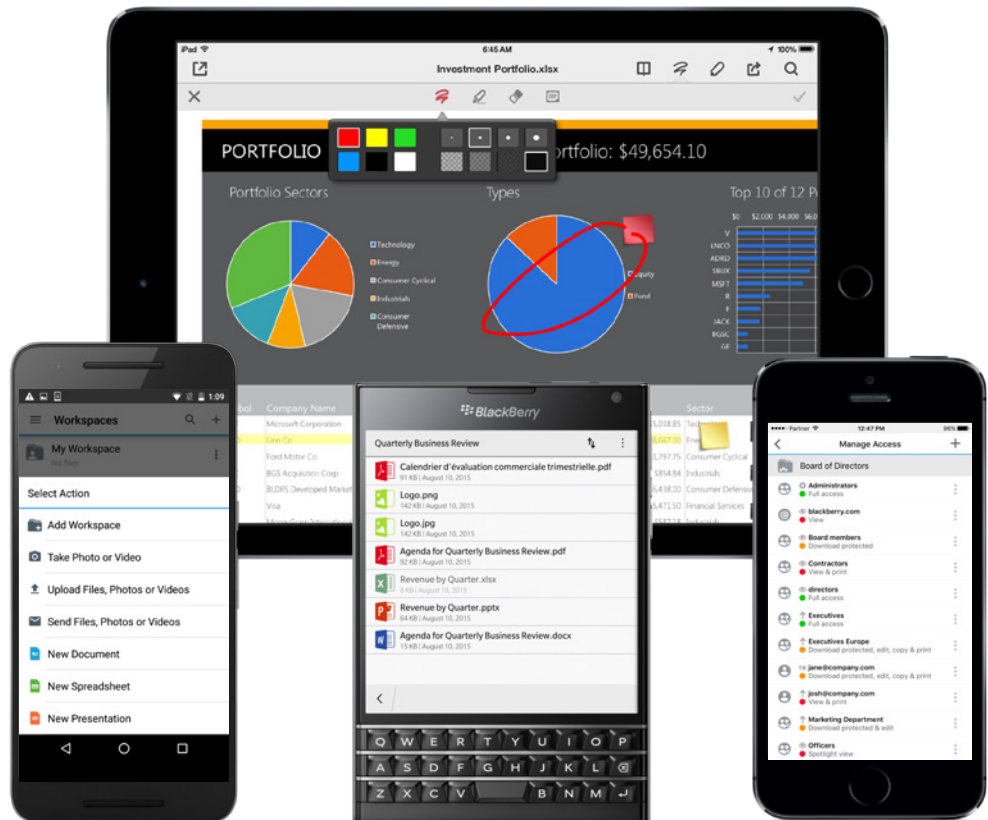 iPad
6:45 AM
100%
Investment Portfolio.xlsx
PORTFOLIO
rtfolio: $49,654.10
Portfolio Sectors
Types
Top 10 of 12 P
$0 $2,000 $4,000 $6,0
Technology
Energy
Consumer Cyclical
Industrials
Consumer
Defensive
Equity
Fund
V
LNCO
ADRD
SBUX
MSFT
R
F
JACK
BGSC
GE
bol
Company Name
Sector
Microsoft Corporation
Linn Co
Ford Motor Co
BGS Acquisition Corp
BLDRS Developed Market
Visa
Consumer Cyclical
Industrials
Consumer Defensive
Financial Services
1:09
Workspaces
My Workspace
No files
Select Action
Add Workspace
Take Photo or Video
Upload Files, Photos or Videos
Send Files, Photos or Videos
New Document
New Spreadsheet
New Presentation
BlackBerry
Quarterly Business Review
Calendrier d'évaluation commerciale trimestrielle.pdf
91 KB | August 10, 2015
Logo.png
142 KB | August 10, 2015
Logo.jpg
142 KB | August 10, 2015
Agenda for Quarterly Business Review.pdf
92 KB | August 10, 2015
Revenue by Quarter.xlsx
8 KB | August 10, 2015
Revenue by Quarter.pptx
64 KB | August 10, 2015
Agenda for Quarterly Business Review.docx
15 KB | August 10, 2015
Q W E R T Y U I O P
A S D F G H J K L
Z X C V B N M
Partner
12:47 PM
Manage Access
Board of Directors
Administrators
Full access
blackberry.com
View
Board members
Download protected
Contractors
View & print
directors
Full access
Executives
Full access
Executives Europe
Download protected, edit, copy & print
jane@company.com
Download protected, edit, copy & print
josh@company.com
View & print
Marketing Department
Download protected & edit
Officers
Spotlight view